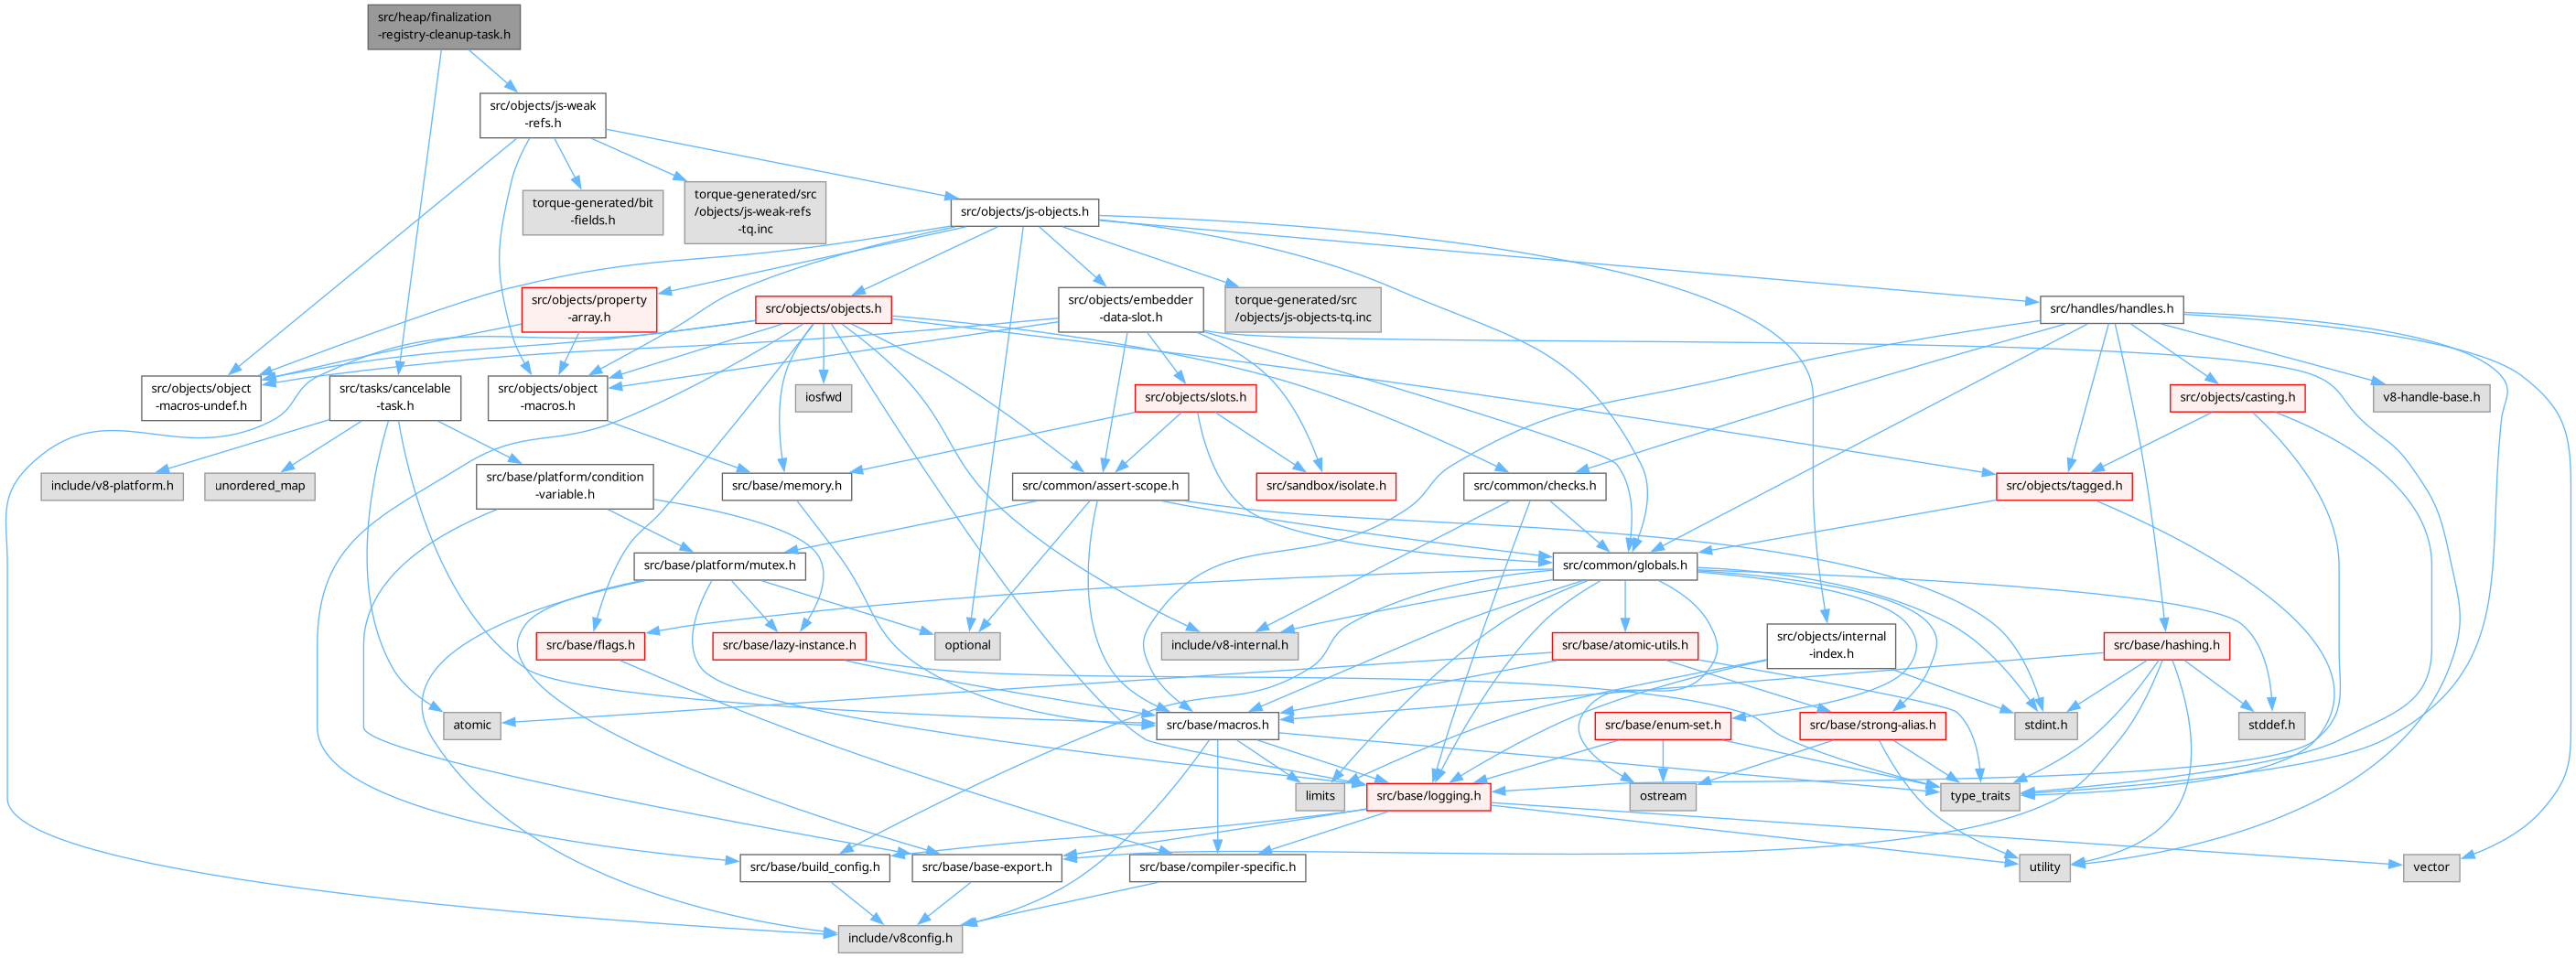 src/heap/finalization
-registry-cleanup-task.h
src/objects/js-weak
-refs.h
torque-generated/bit
-fields.h
torque-generated/src
/objects/js-weak-refs
-tq.inc
src/objects/js-objects.h
src/objects/property
-array.h
src/objects/objects.h
src/objects/embedder
-data-slot.h
torque-generated/src
/objects/js-objects-tq.inc
src/handles/handles.h
src/objects/object
-macros-undef.h
src/tasks/cancelable
-task.h
src/objects/object
-macros.h
iosfwd
src/objects/slots.h
src/objects/casting.h
v8-handle-base.h
include/v8-platform.h
unordered_map
src/base/platform/condition
-variable.h
src/base/memory.h
src/common/assert-scope.h
src/sandbox/isolate.h
src/common/checks.h
src/objects/tagged.h
src/base/platform/mutex.h
src/common/globals.h
src/base/flags.h
src/base/lazy-instance.h
optional
include/v8-internal.h
src/base/atomic-utils.h
src/objects/internal
-index.h
src/base/hashing.h
atomic
src/base/macros.h
src/base/enum-set.h
src/base/strong-alias.h
stdint.h
stddef.h
limits
src/base/logging.h
ostream
type_traits
src/base/build_config.h
src/base/base-export.h
src/base/compiler-specific.h
utility
vector
include/v8config.h